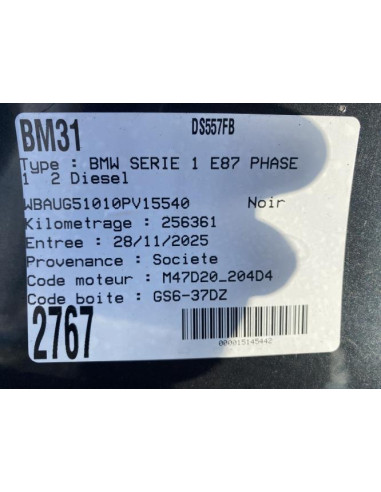 BM31 DS557FB
Type : BMW SERIE 1 E87 PHASE
1 2 Diesel
WBAUG51010PV15540 Noir
Kilometrage : 256361
Entree : 28/11/2025
Provenance : Societe
Code moteur : M47D20_204D4
Code boite : GS6-37DZ
2767
000015145442